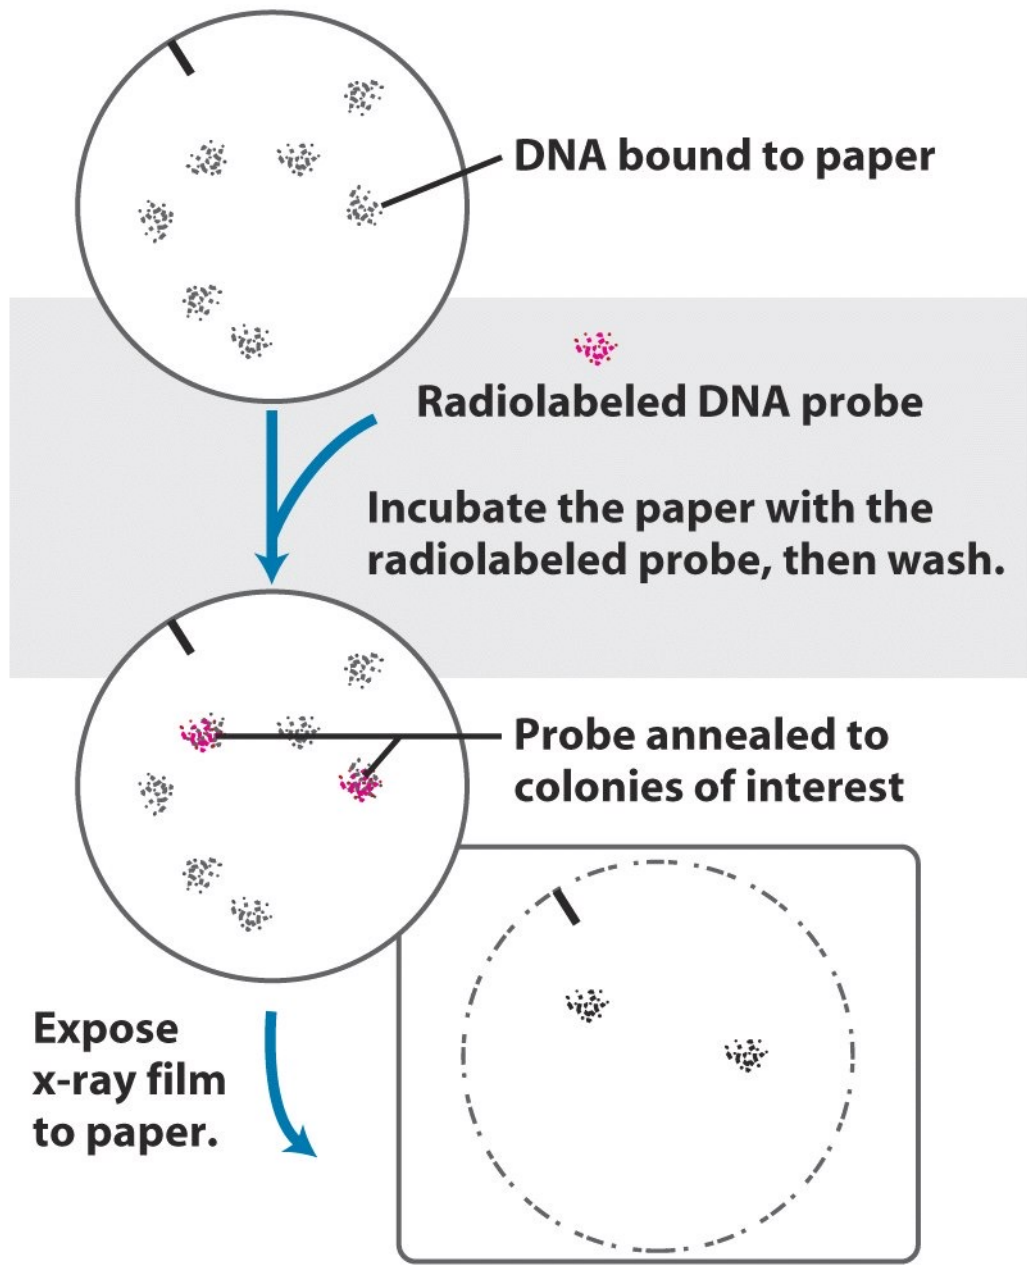 DNA bound to paper
Radiolabeled DNA probe
Incubate the paper with the
radiolabeled probe, then wash.
Probe annealed to
colonies of interest
Expose
x-ray film
to paper.